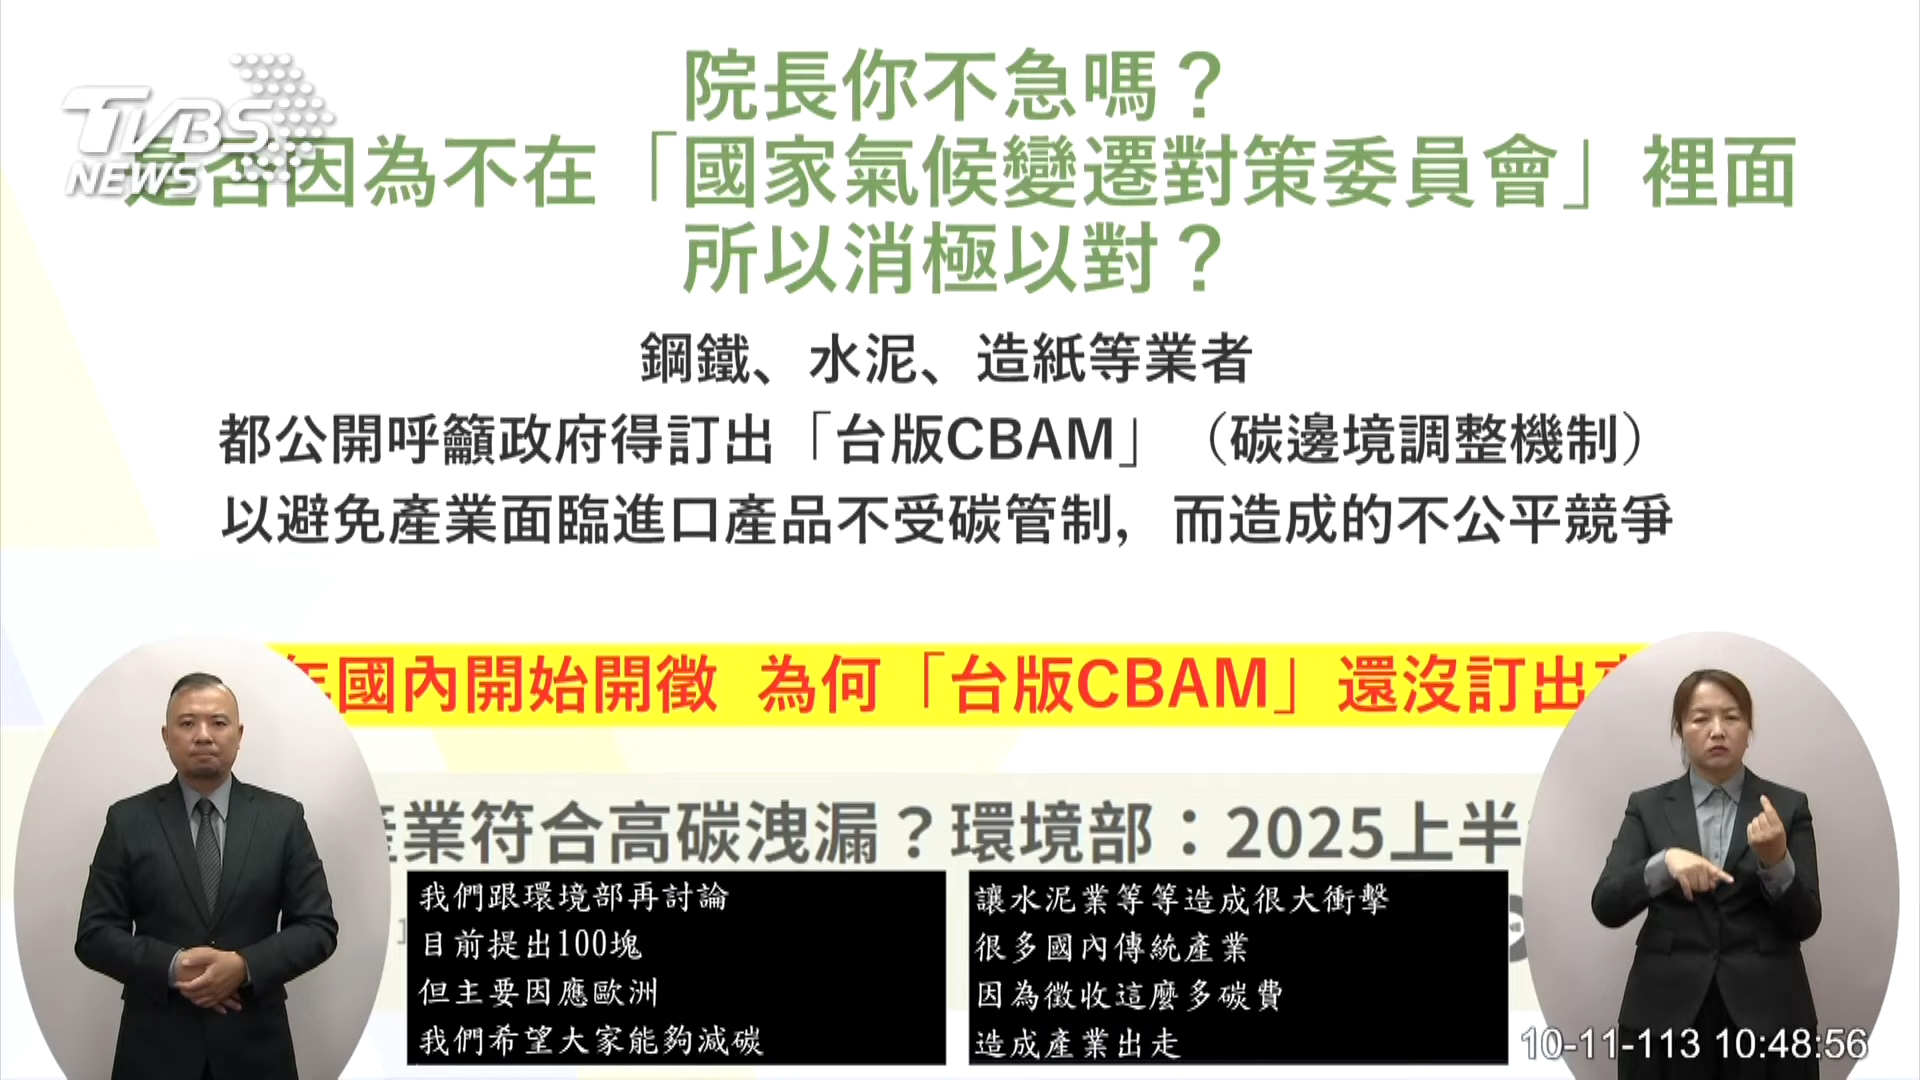 TVBS
NEWS
院長你不急嗎？
是否因為不在「國家氣候變遷對策委員會」裡面
所以消極以對？
鋼鐵、水泥、造紙等業者
都公開呼籲政府得訂出「台版CBAM」（碳邊境調整機制）
以避免產業面臨進口產品不受碳管制，而造成的不公平競爭
年國內開始開徵 為何「台版CBAM」還沒訂出來
產業符合高碳洩漏？環境部：2025上半
我們跟環境部再討論
目前提出100塊
但主要因應歐洲
我們希望大家能夠減碳
讓水泥業等等造成很大衝擊
很多國內傳統產業
因為徵收這麼多碳費
造成產業出走
10-11-113 10:48:56